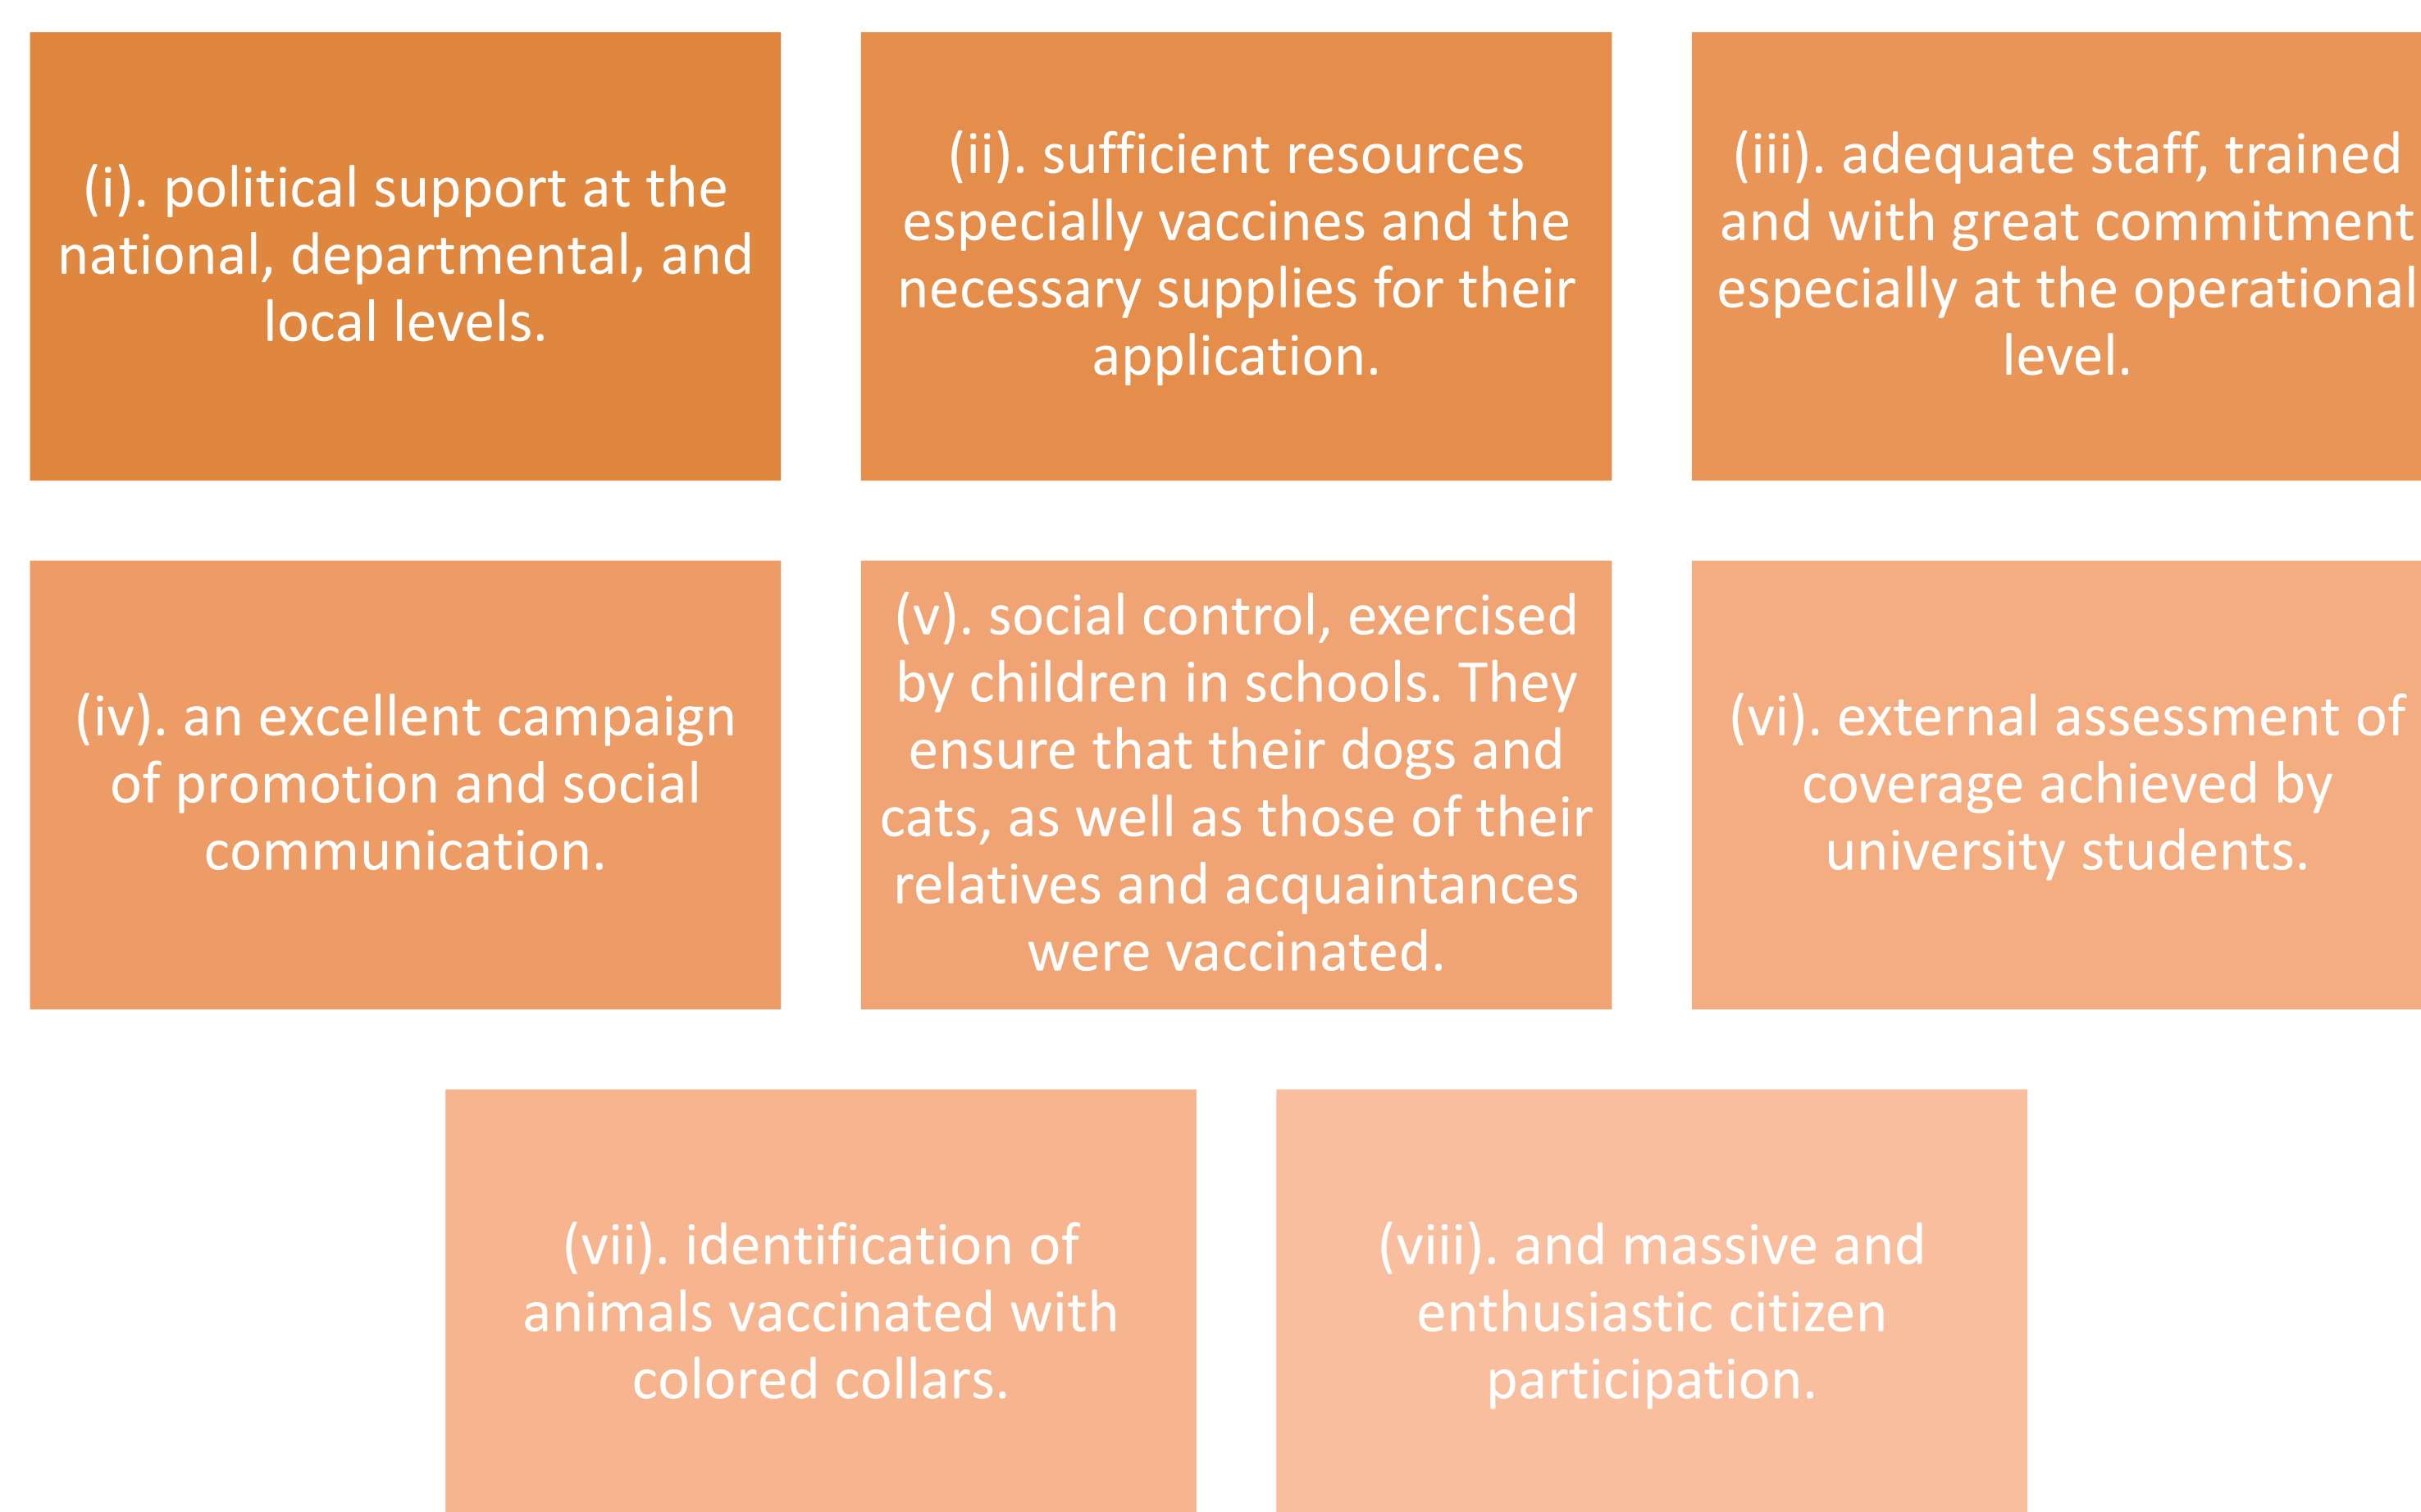 (i). political support at the
national, departmental, and
local levels.
(ii). sufficient resources
especially vaccines and the
necessary supplies for their
application.
(iii). adequate staff, trained
and with great commitment
especially at the operational
level.
(iv). an excellent campaign
of promotion and social
communication.
(v). social control, exercised
by children in schools. They
ensure that their dogs and
cats, as well as those of their
relatives and acquaintances
were vaccinated.
(vi). external assessment of
coverage achieved by
university students.
(vii). identification of
animals vaccinated with
colored collars.
(viii). and massive and
enthusiastic citizen
participation.